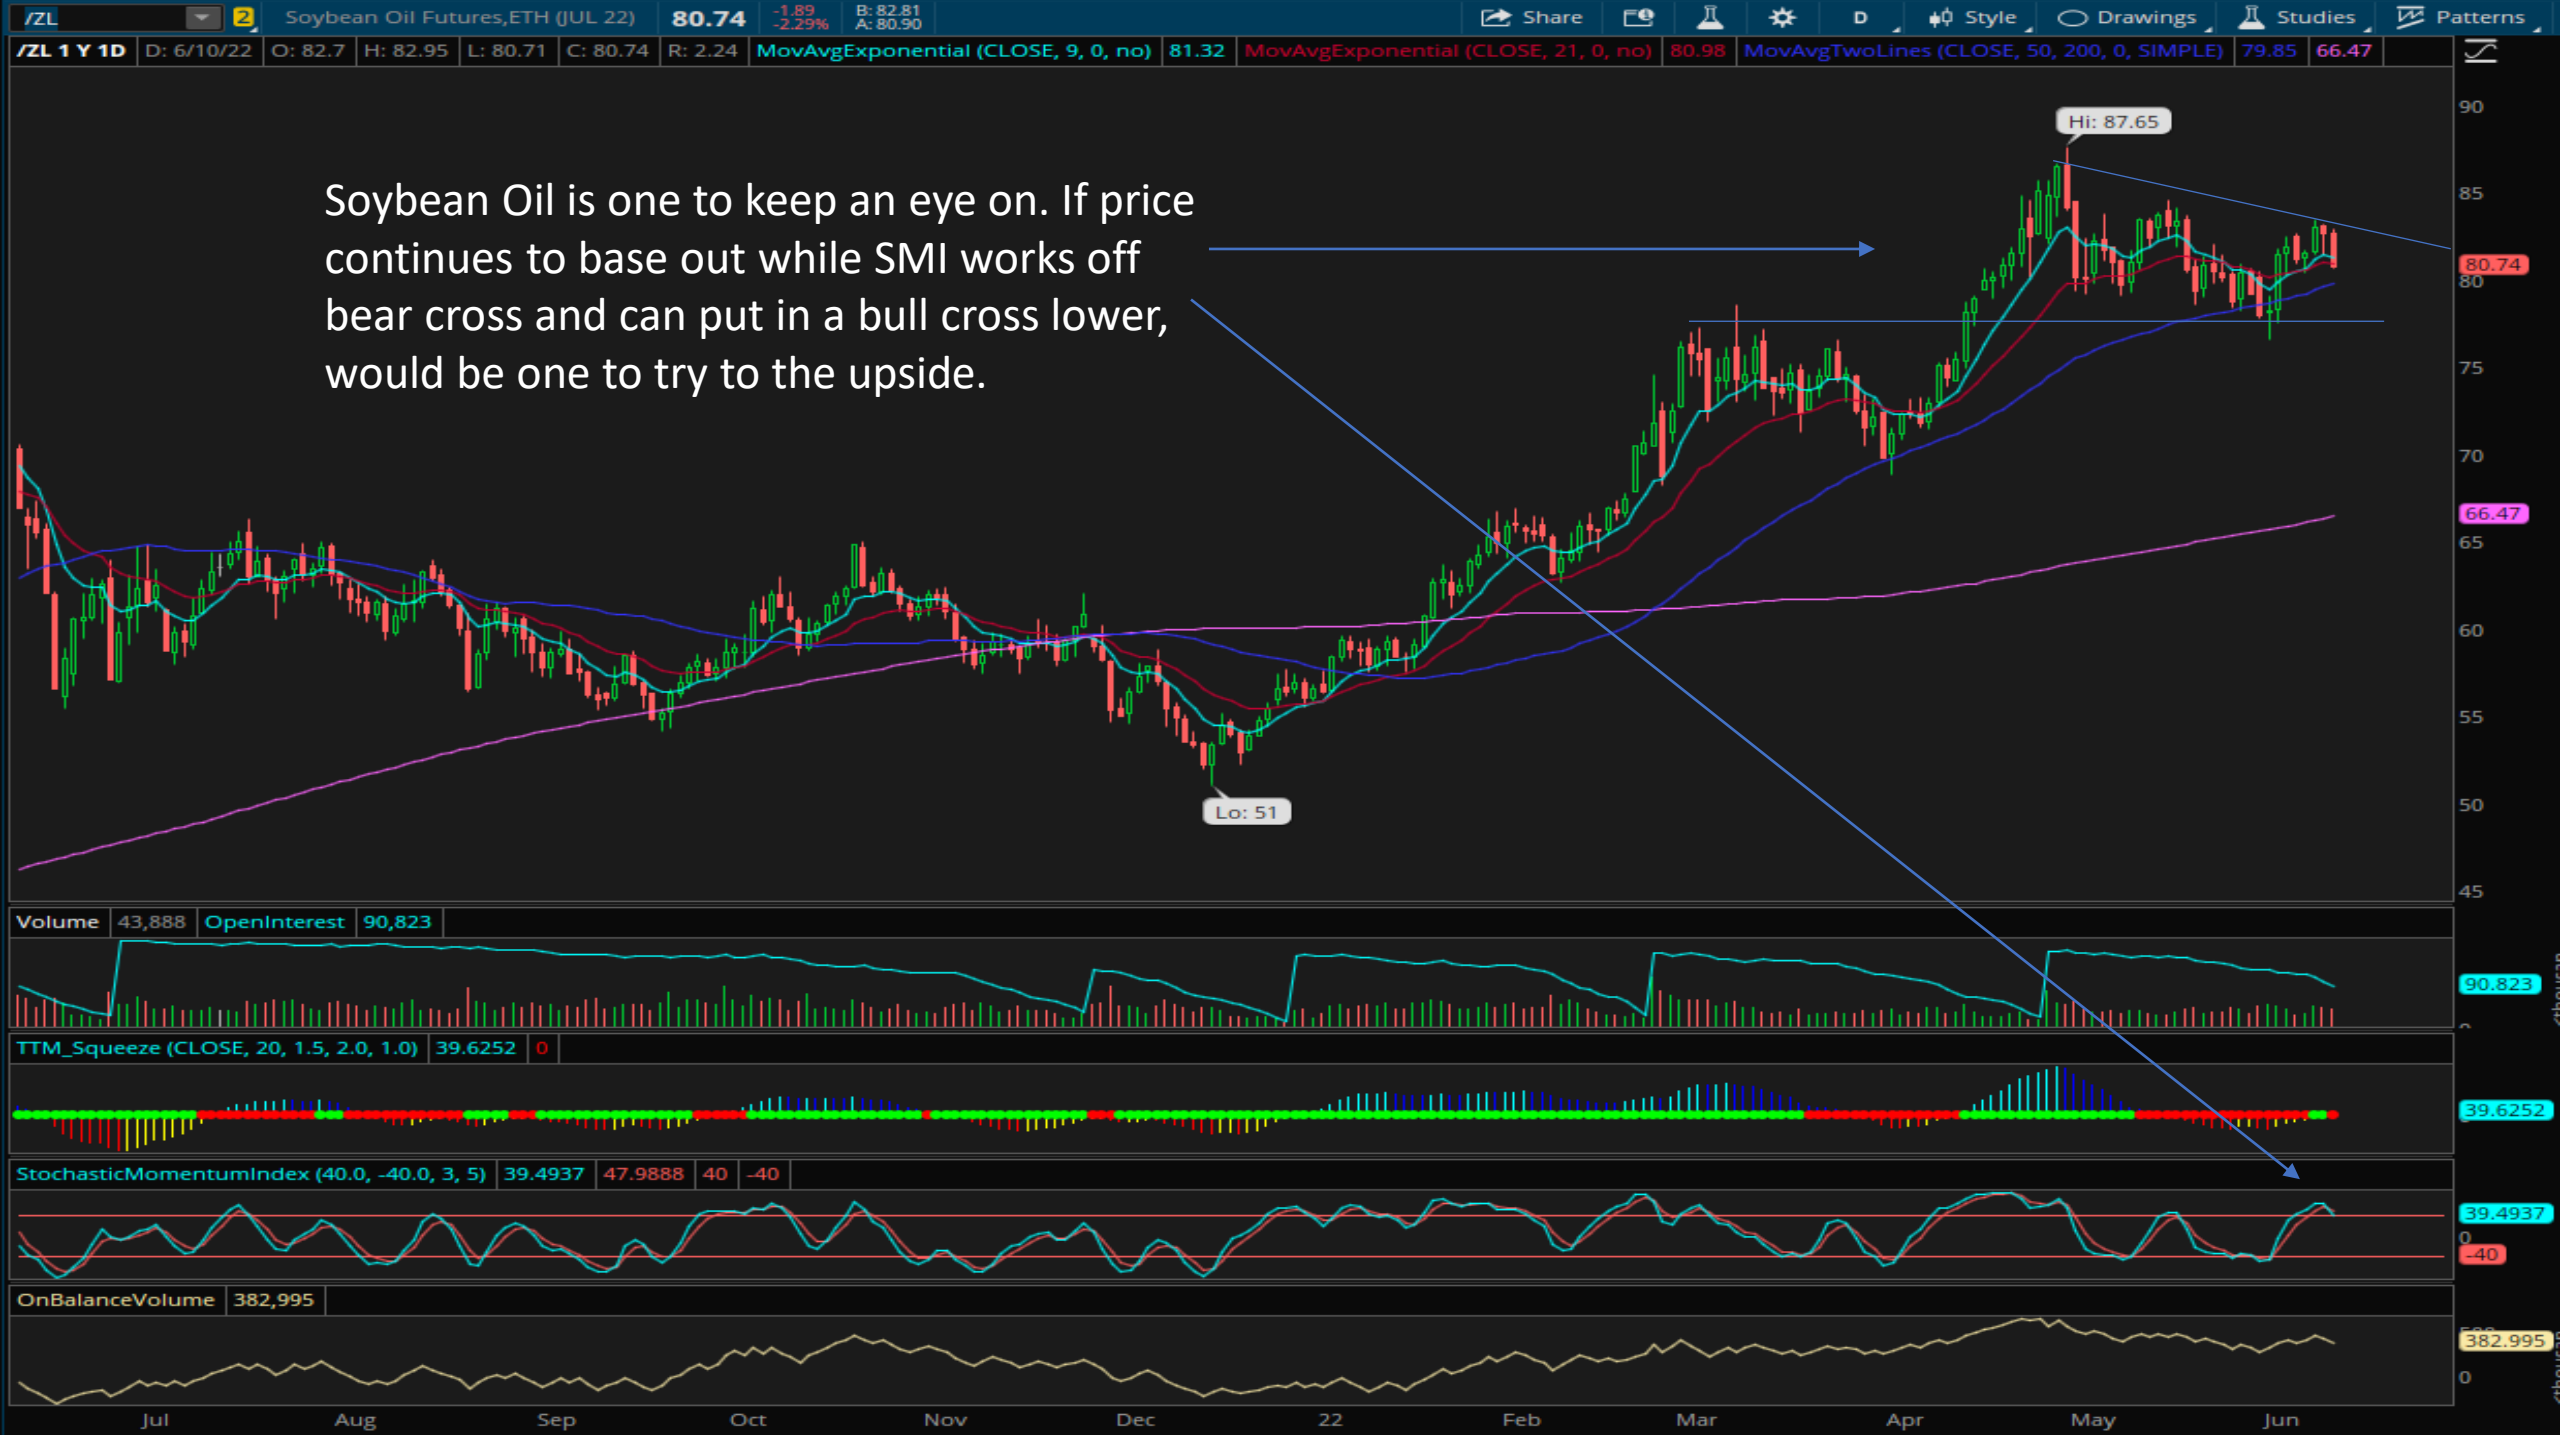 /ZL 2 Soybean Oil Futures,ETH (JUL 22) 80.74 -1.89 -2.29% B: 82.81 A: 80.90 Share D Style Drawings Studies Patterns
/ZL 1 Y 1D D: 6/10/22 O: 82.7 H: 82.95 L: 80.71 C: 80.74 R: 2.24 MovAvgExponential (CLOSE, 9, 0, no) 81.32 MovAvgExponential (CLOSE, 21, 0, no) 80.98 MovAvgTwoLines (CLOSE, 50, 200, 0, SIMPLE) 79.85 66.47
90
Hi: 87.65
Soybean Oil is one to keep an eye on. If price
continues to base out while SMI works off
bear cross and can put in a bull cross lower,
would be one to try to the upside.
85
80.74
80
75
70
66.47
65
60
55
Lo: 51
50
45
Volume 43,888 OpenInterest 90,823
90.823
TTM_Squeeze (CLOSE, 20, 1.5, 2.0, 1.0) 39.6252 0
39.6252
StochasticMomentumIndex (40.0, -40.0, 3, 5) 39.4937 47.9888 40 -40
39.4937
0
-40
OnBalanceVolume 382,995
382.995
0
Jul Aug Sep Oct Nov Dec 22 Feb Mar Apr May Jun